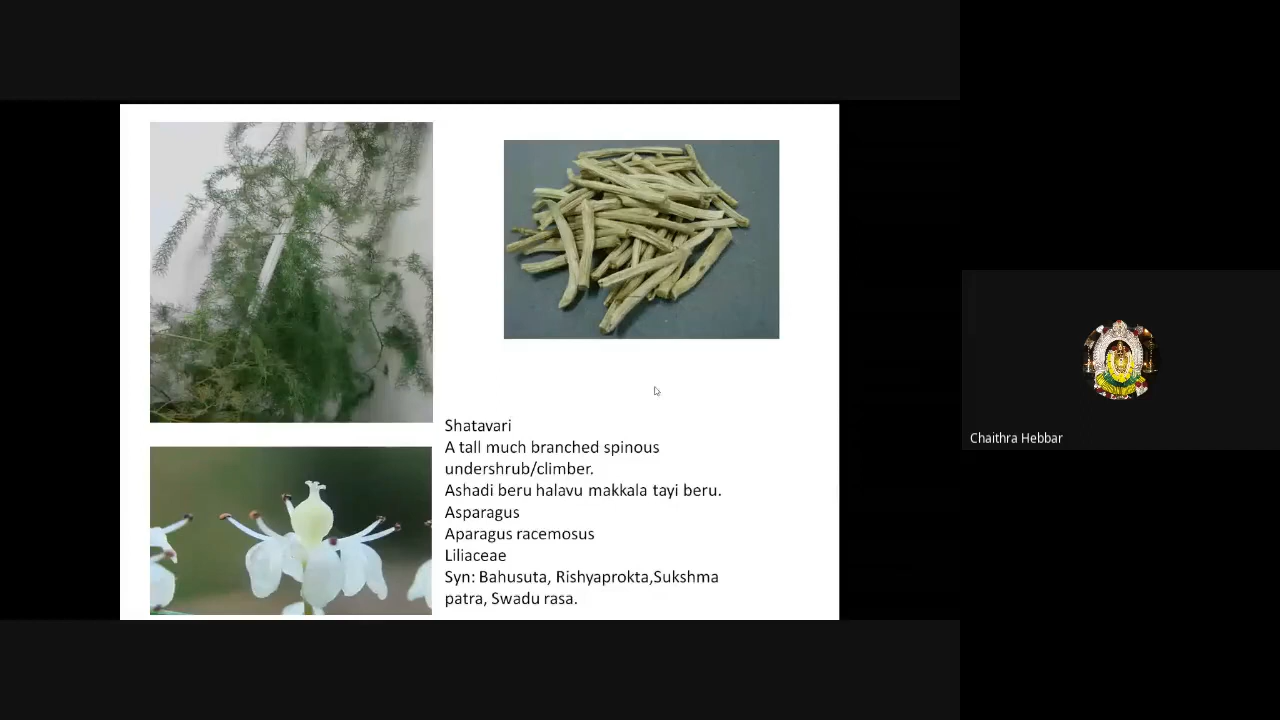 Shatavari
A tall much branched spinous
undershrub/climber.
Ashadi beru halavu makkala tayi beru.
Asparagus
Aparagus racemosus
Liliaceae
Syn: Bahusuta, Rishyaprokta,Sukshma
patra, Swadu rasa.
Chaithra Hebbar